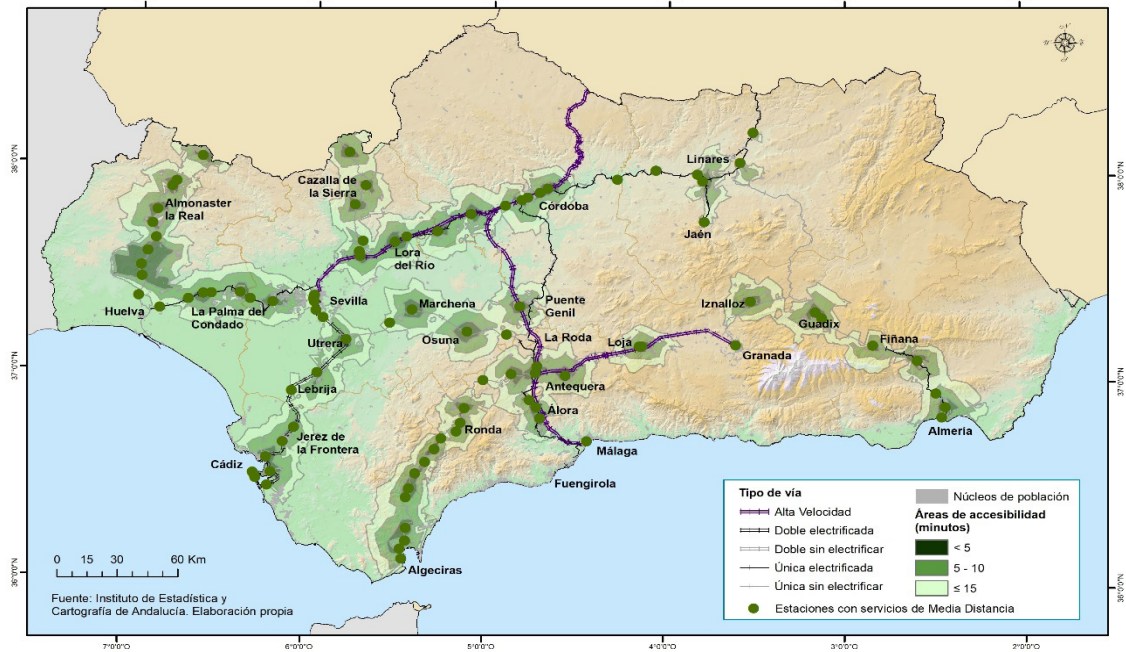 38°0'0"N
38°0'0"N
Linares
Cazalla de
la Sierra
Almonaster
la Real
Córdoba
Jaén
Lora
del Río
Huelva
La Palma del
Condado
Sevilla
Marchena
Puente
Genil
Iznalloz
Guadix
Osuna
La Roda
Utrera
Loja
Fiñana
37°0'0"N
Granada
37°0'0"N
Lebrija
Antequera
Álora
Ronda
Almería
Jerez de
la Frontera
Málaga
Cádiz
Fuengirola
Algeciras
Tipo de vía
Alta Velocidad
Doble electrificada
Doble sin electrificar
Única electrificada
Única sin electrificar
Núcleos de población
Áreas de accesibilidad
(minutos)
< 5
5 - 10
≤ 15
Estaciones con servicios de Media Distancia
0 15 30 60 Km
36°0'0"N
Fuente: Instituto de Estadística y
Cartografía de Andalucía. Elaboración propia
7°0'0"O 6°0'0"O 5°0'0"O 4°0'0"O 3°0'0"O 2°0'0"O